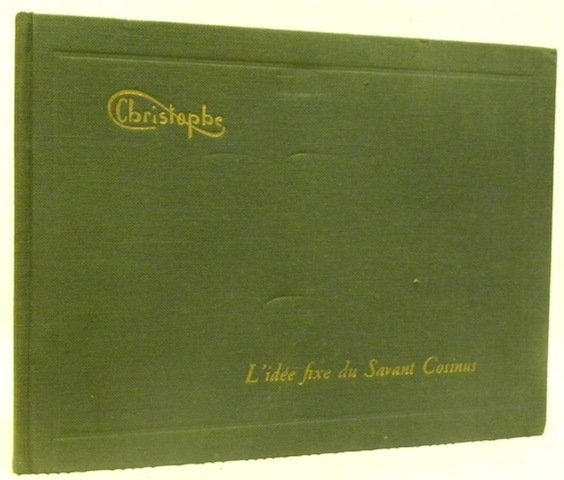 Christophe
L'idée fixe du Savant Cosinus